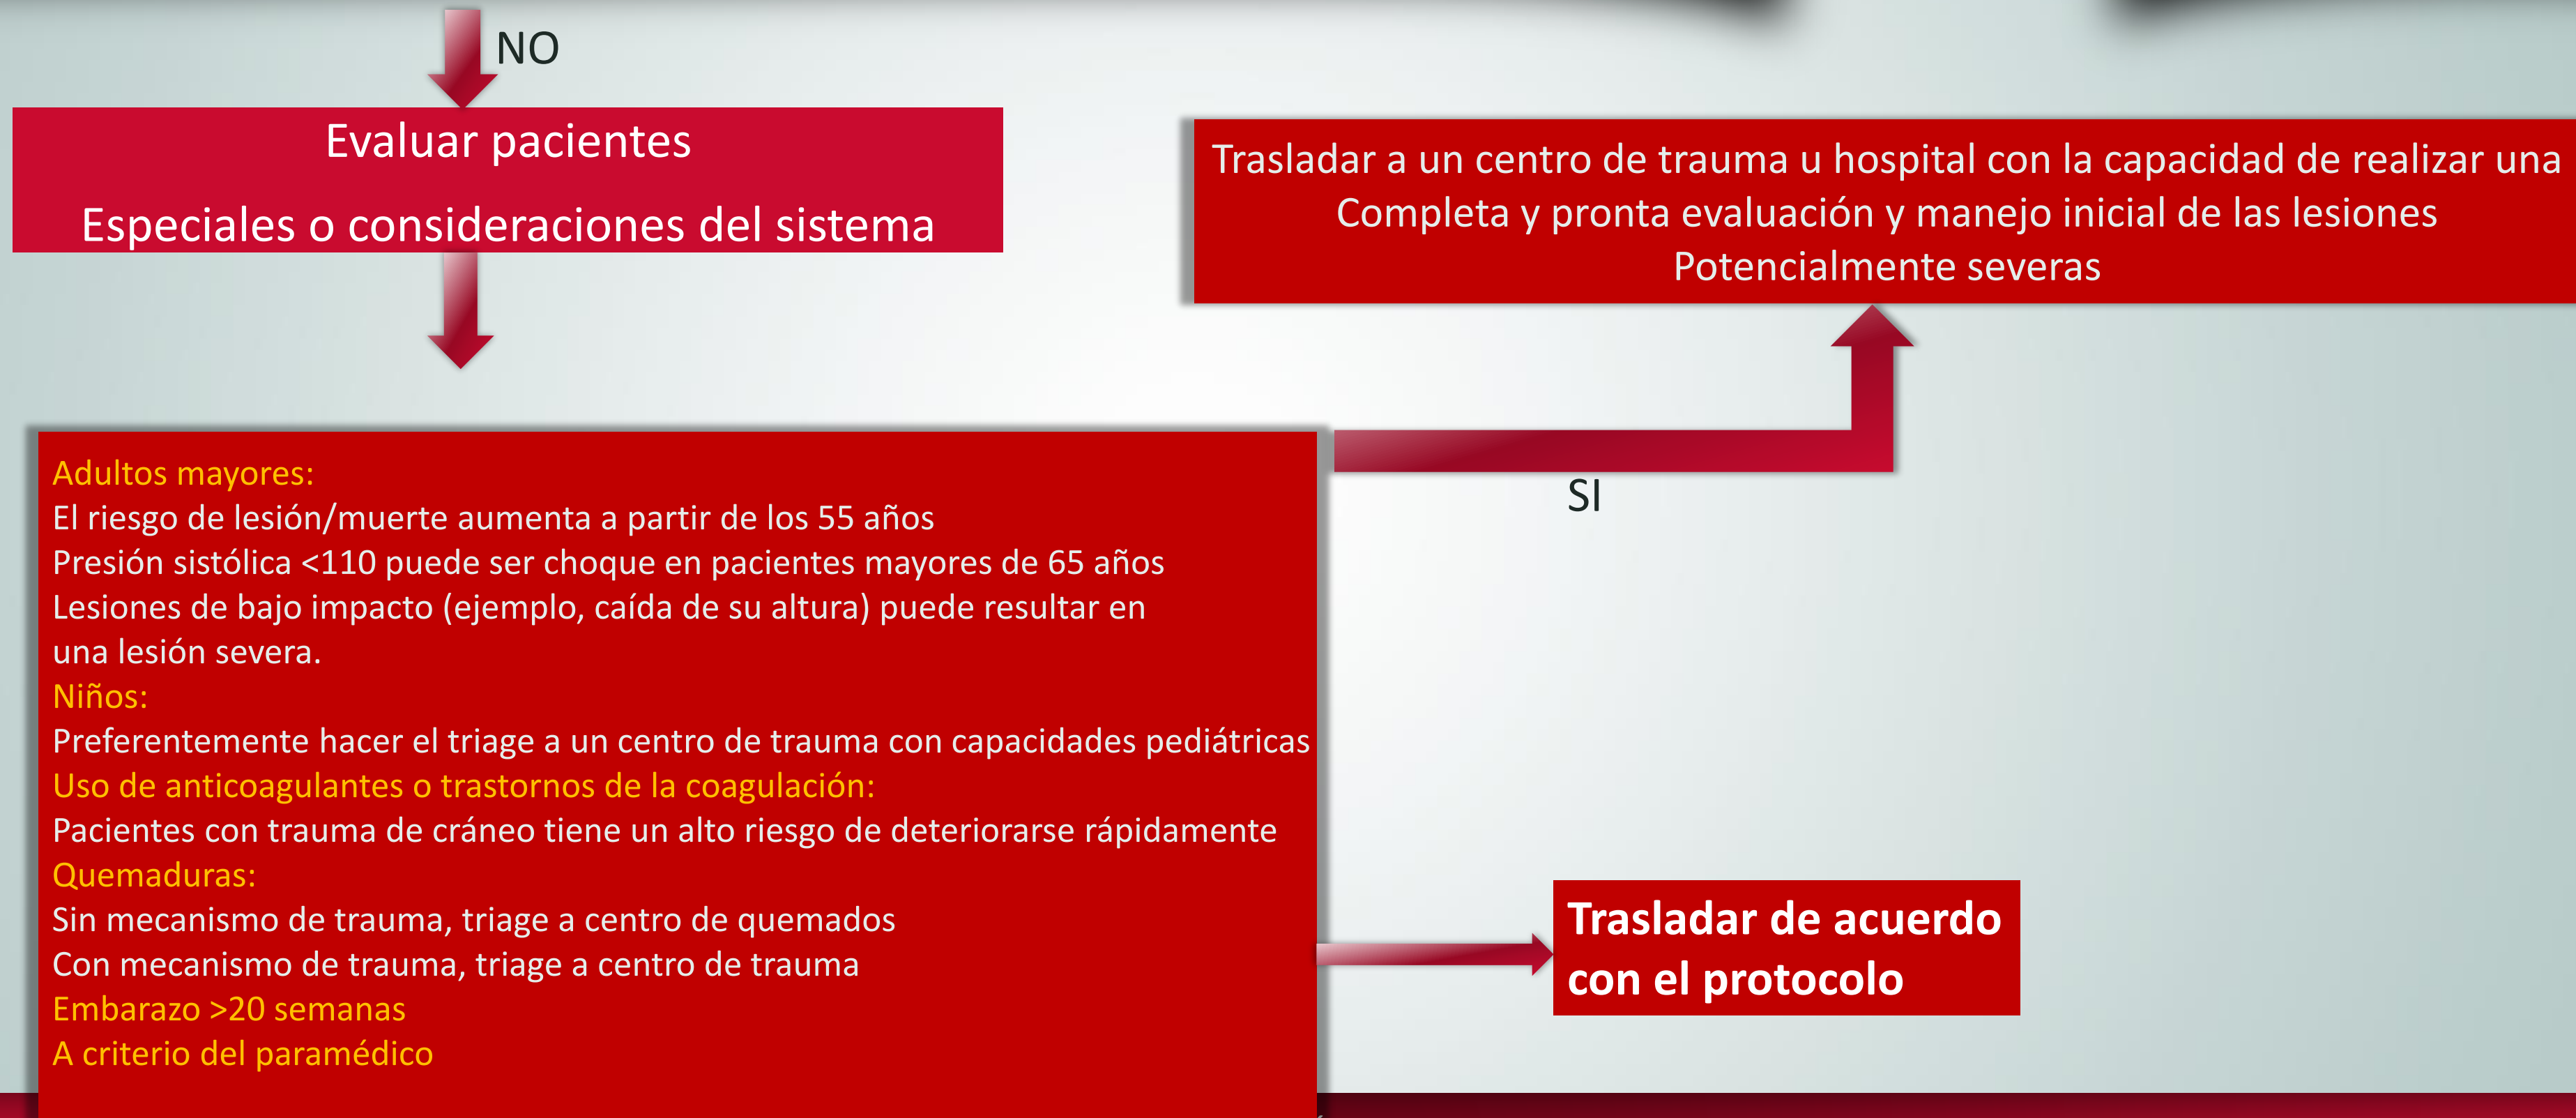 NO
Evaluar pacientes
Especiales o consideraciones del sistema
Trasladar a un centro de trauma u hospital con la capacidad de realizar una
Completa y pronta evaluación y manejo inicial de las lesiones
Potencialmente severas
SI
Adultos mayores:
El riesgo de lesión/muerte aumenta a partir de los 55 años
Presión sistólica <110 puede ser choque en pacientes mayores de 65 años
Lesiones de bajo impacto (ejemplo, caída de su altura) puede resultar en
una lesión severa.
Niños:
Preferentemente hacer el triage a un centro de trauma con capacidades pediátricas
Uso de anticoagulantes o trastornos de la coagulación:
Pacientes con trauma de cráneo tiene un alto riesgo de deteriorarse rápidamente
Quemaduras:
Sin mecanismo de trauma, triage a centro de quemados
Con mecanismo de trauma, triage a centro de trauma
Embarazo >20 semanas
A criterio del paramédico
Trasladar de acuerdo
con el protocolo